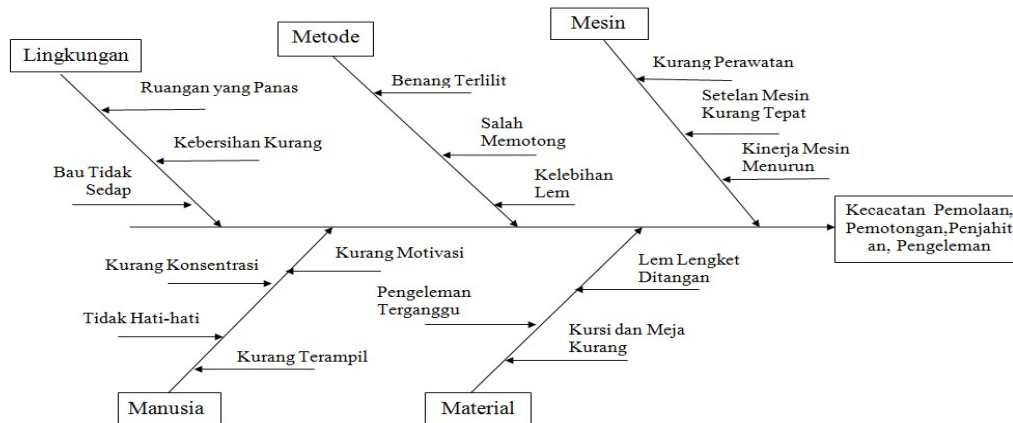 Lingkungan
Ruangan yang Panas
Kebersihan Kurang
Bau Tidak
Sedap
Metode
Benang Terlilit
Salah
Memotong
Kelebihan
Lem
Mesin
Kurang Perawatan
Setelan Mesin
Kurang Tepat
Kinerja Mesin
Menurun
Kecacatan Pemolaan,
Pemotongan,Penjahit
an, Pengeleman
Kurang Motivasi
Kurang Konsentrasi
Tidak Hati-hati
Kurang Terampil
Manusia
Lem Lengket
Ditangan
Pengeleman
Terganggu
Kursi dan Meja
Kurang
Material